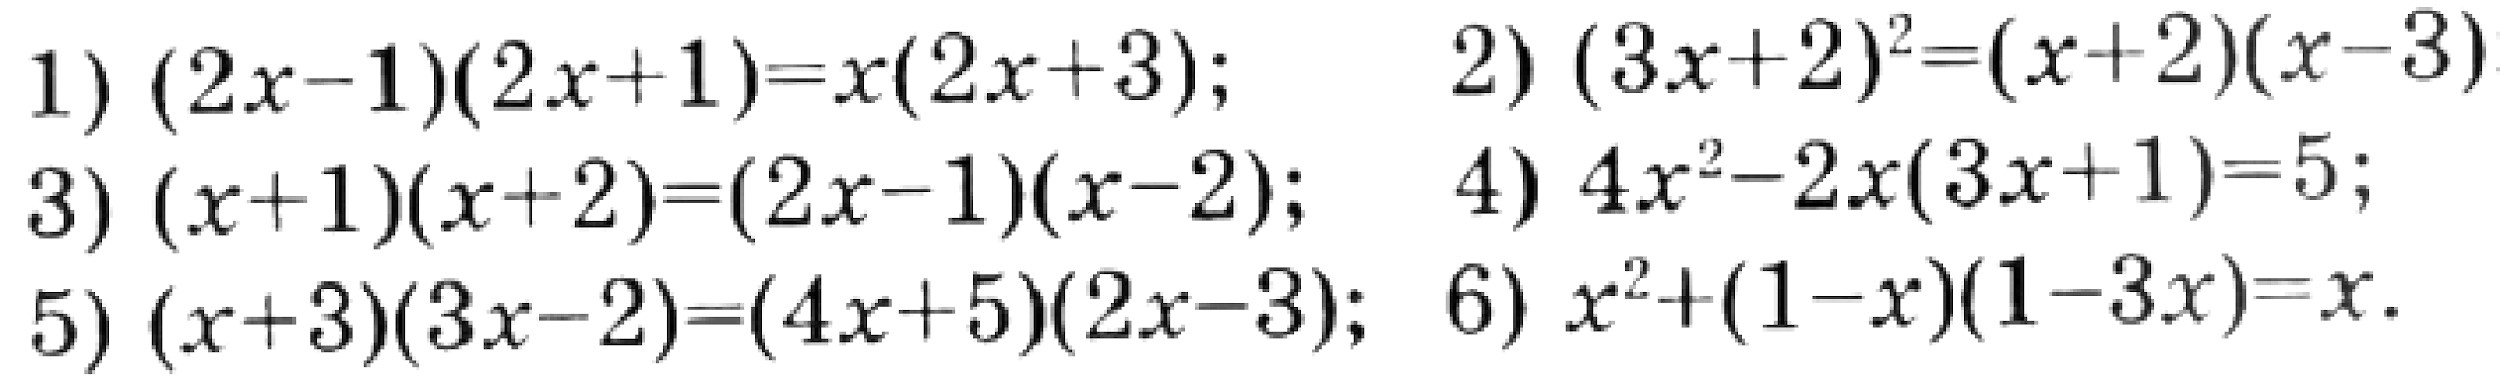 1) (2x−1)(2x+1)=x(2x+3); 2) (3x+2)²=(x+2)(x−3)
3) (x+1)(x+2)=(2x−1)(x−2); 4) 4x²−2x(3x+1)=5;
5) (x+3)(3x−2)=(4x+5)(2x−3); 6) x²+(1−x)(1−3x)=x.